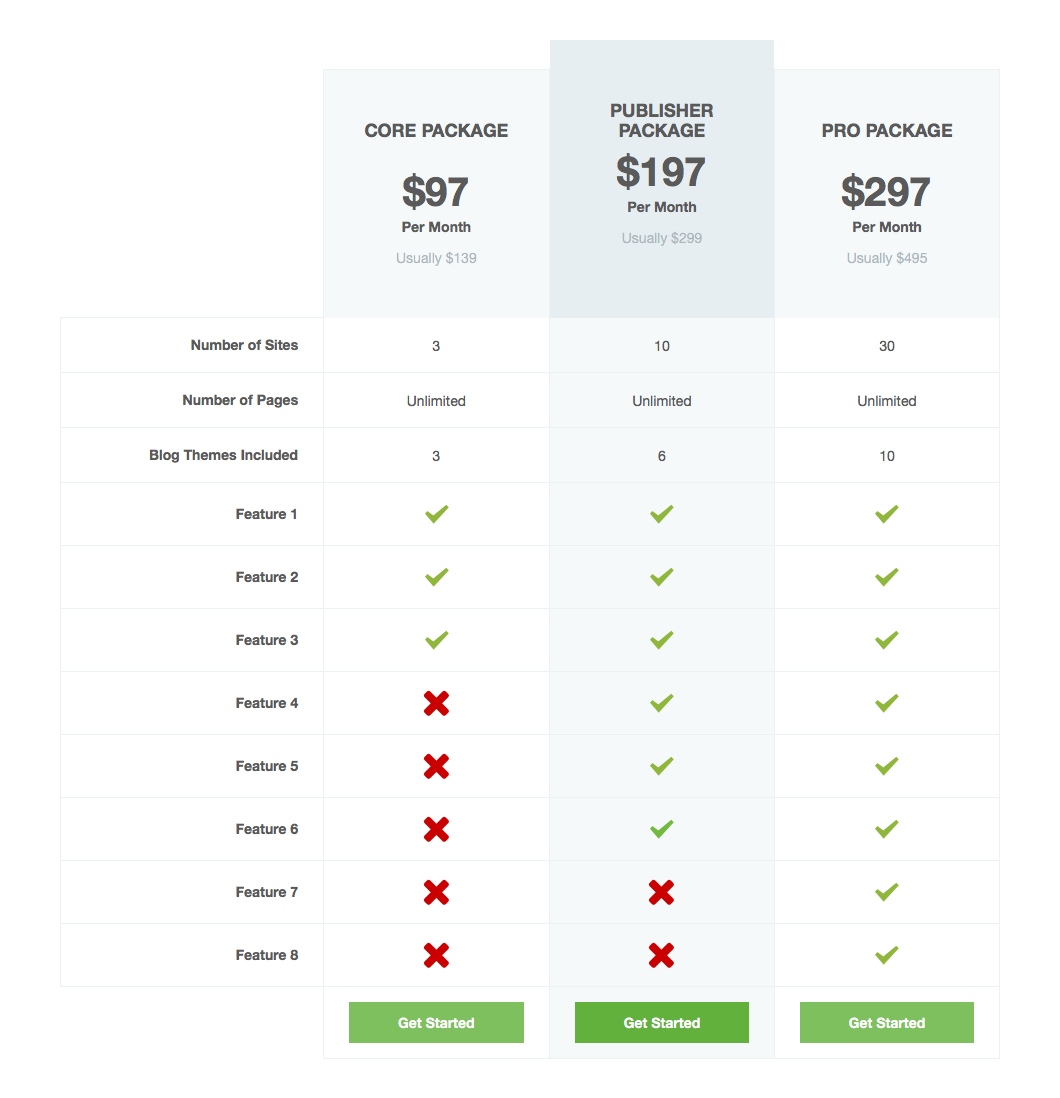 CORE PACKAGE
$97
Per Month
Usually $139
PUBLISHER
PACKAGE
$197
Per Month
Usually $299
PRO PACKAGE
$297
Per Month
Usually $495
Number of Sites 3 10 30
Number of Pages Unlimited Unlimited Unlimited
Blog Themes Included 3 6 10
Feature 1
Feature 2
Feature 3
Feature 4
Feature 5
Feature 6
Feature 7
Feature 8
Get Started Get Started Get Started